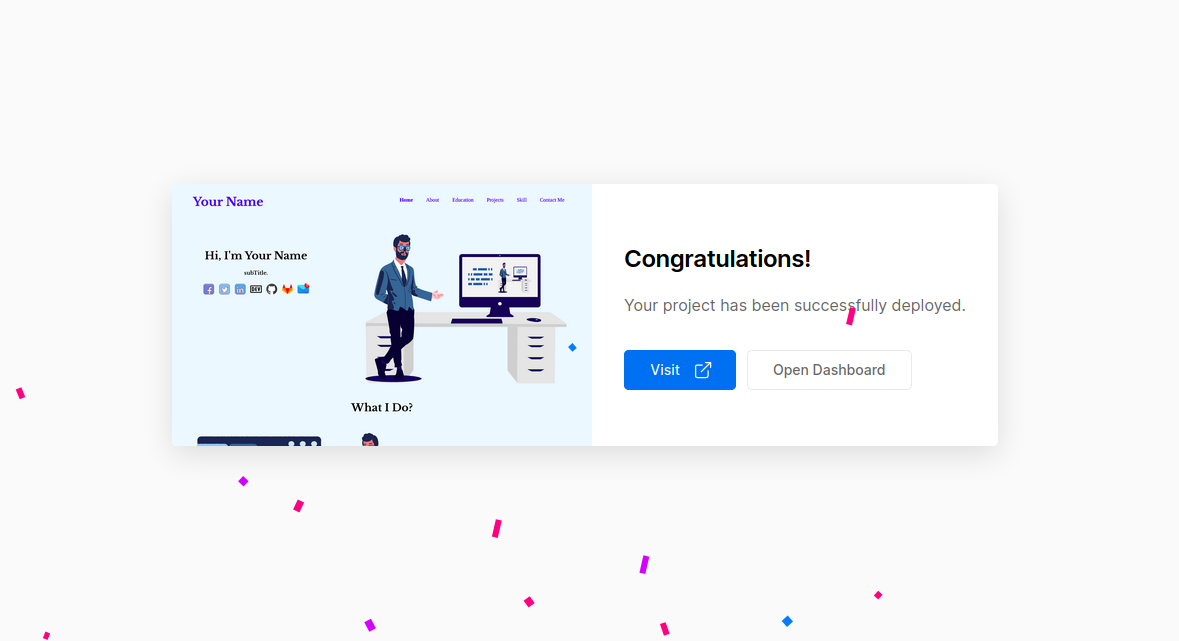 Your Name
Home About Education Projects Skill Contact Me
Hi, I'm Your Name
subTitle.
DEV
What I Do?
Congratulations!
Your project has been successfully deployed.
Visit
Open Dashboard